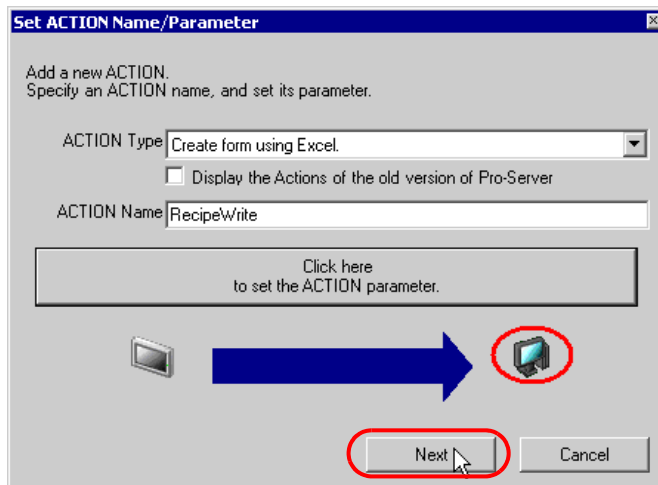 Set ACTION Name/Parameter
Add a new ACTION.
Specify an ACTION name, and set its parameter.
ACTION Type Create form using Excel.
Display the Actions of the old version of Pro-Server
ACTION Name RecipeWrite
Click here
to set the ACTION parameter.
Next Cancel